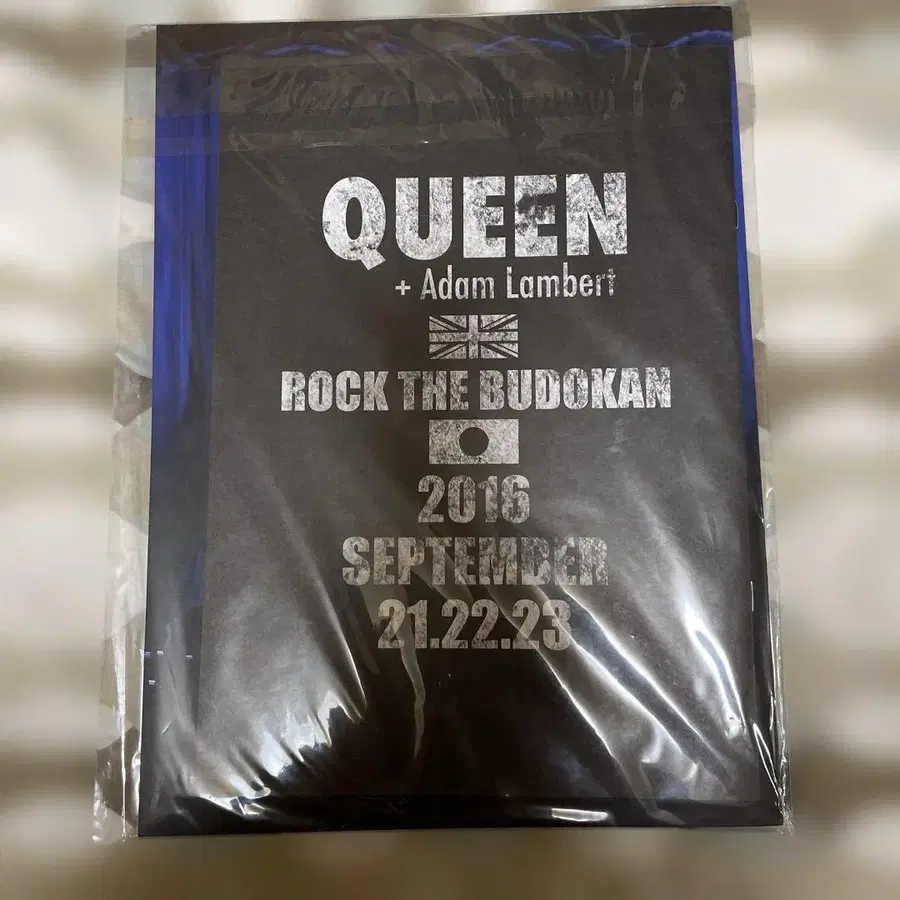 QUEEN
+ Adam Lambert
ROCK THE BUDOKAN
2016
SEPTEMBER
21.22.23